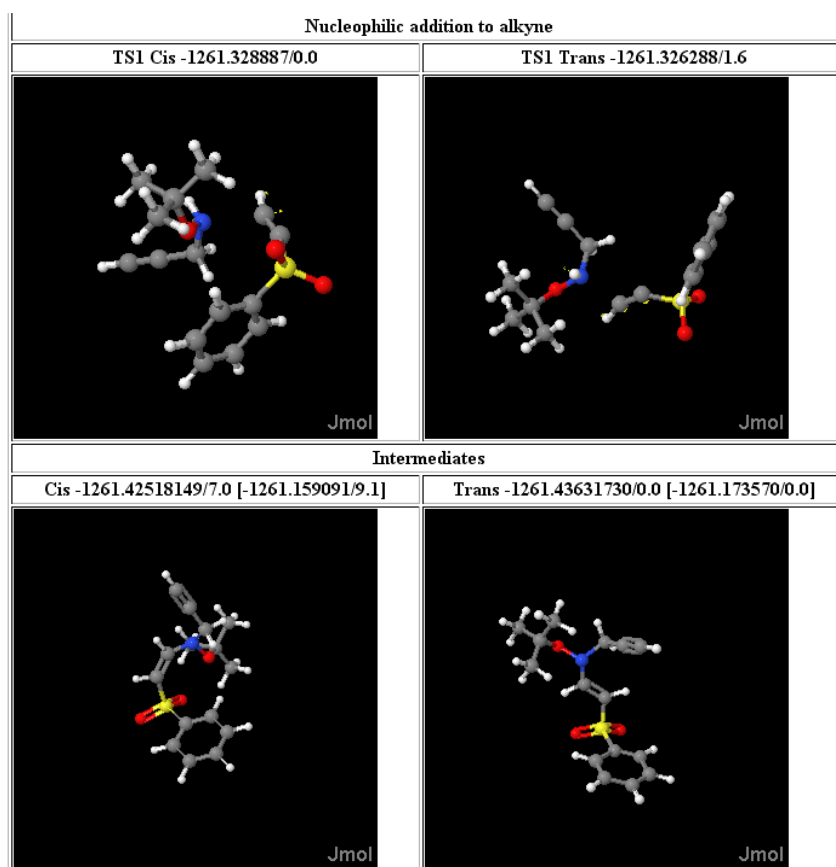 Nucleophilic addition to alkyne
TS1 Cis -1261.328887/0.0
TS1 Trans -1261.326288/1.6
Jmol
Jmol
Intermediates
Cis -1261.42518149/7.0 [-1261.159091/9.1]
Trans -1261.43631730/0.0 [-1261.173570/0.0]
Jmol
Jmol